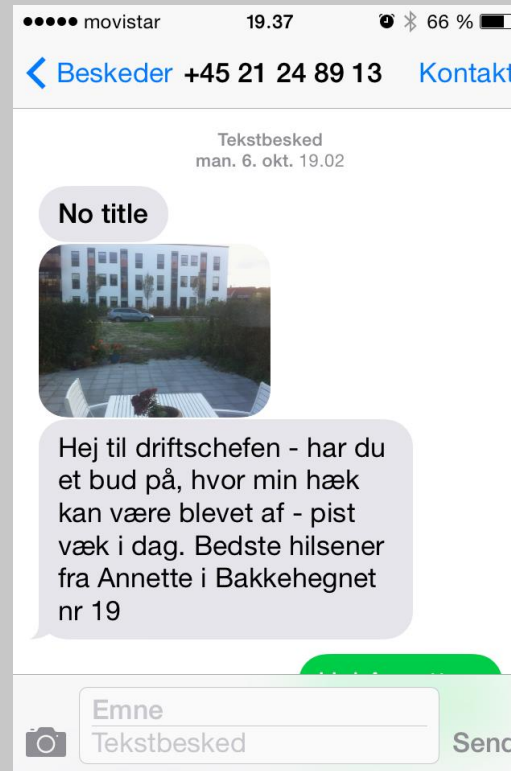 movistar 19.37 66 %
Beskeder +45 21 24 89 13 Kontakt
Tekstbesked
man. 6. okt. 19.02
No title
Hej til driftschefen - har du
et bud på, hvor min hæk
kan være blevet af - pist
væk i dag. Bedste hilsener
fra Annette i Bakkehegnet
nr 19
Emne
Tekstbesked
Send